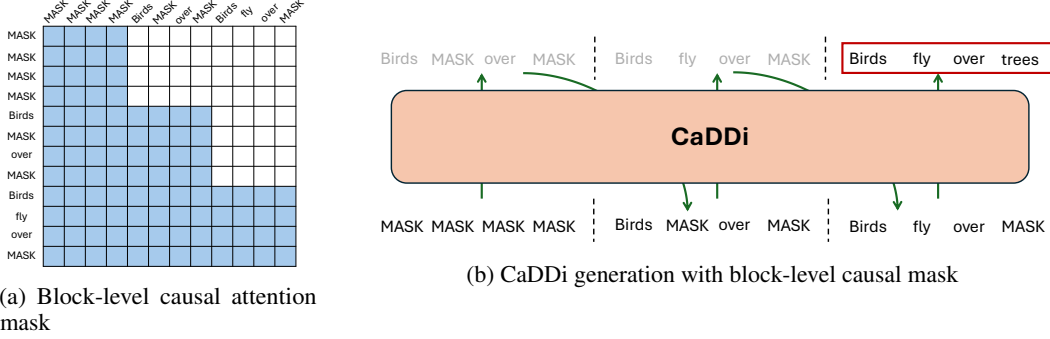 MASK MASK MASK MASK Birds MASK over MASK Birds fly over MASK
MASK
MASK
MASK
MASK
Birds
MASK
over
MASK
Birds
fly
over
MASK
(a) Block-level causal attention
mask
Birds MASK over MASK Birds fly over MASK Birds fly over trees
CaDDi
MASK MASK MASK MASK Birds MASK over MASK Birds fly over MASK
(b) CaDDi generation with block-level causal mask